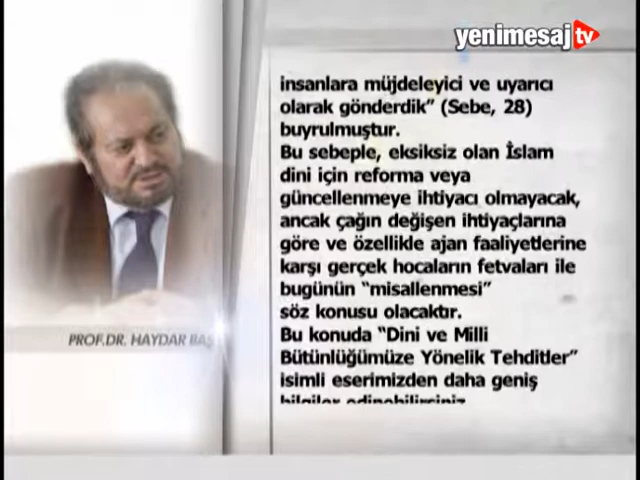 yenimesaj tv
insanlara müjdeleyici ve uyarıcı
olarak gönderdik” (Sebe, 28)
buyrulmuştur.
Bu sebeple, eksiksiz olan İslam
dini için reforma veya
güncellenmeye ihtiyacı olmayacak,
ancak çağın değişen ihtiyaçlarına
göre ve özellikle ajan faaliyetlerine
karşı gerçek hocaların fetvaları ile
bugünün “misallenmesi”
söz konusu olacaktır.
Bu konuda “Dini ve Milli
Bütünlüğümüze Yönelik Tehditler”
isimli eserimizden daha geniş
bilgiler edinebilirsiniz
PROF.DR. HAYDAR BAŞ